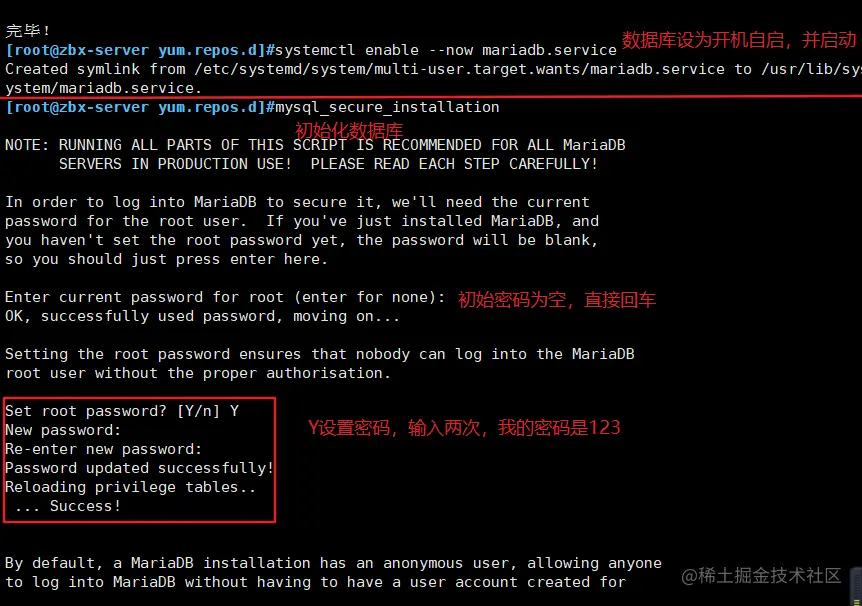 完毕!
[root@zbx-server yum.repos.d]#systemctl enable --now mariadb.service 数据库设为开机自启，并启动
Created symlink from /etc/systemd/system/multi-user.target.wants/mariadb.service to /usr/lib/sys
ystem/mariadb.service.
[root@zbx-server yum.repos.d]#mysql_secure_installation
初始化数据库
NOTE: RUNNING ALL PARTS OF THIS SCRIPT IS RECOMMENDED FOR ALL MariaDB
SERVERS IN PRODUCTION USE!  PLEASE READ EACH STEP CAREFULLY!
In order to log into MariaDB to secure it, we'll need the current
password for the root user.  If you've just installed MariaDB, and
you haven't set the root password yet, the password will be blank,
so you should just press enter here.
Enter current password for root (enter for none): 初始密码为空，直接回车
OK, successfully used password, moving on...
Setting the root password ensures that nobody can log into the MariaDB
root user without the proper authorisation.
Set root password? [Y/n] Y
New password: Y设置密码，输入两次，我的密码是123
Re-enter new password:
Password updated successfully!
Reloading privilege tables..
... Success!
By default, a MariaDB installation has an anonymous user, allowing anyone
to log into MariaDB without having to have a user account created for
@稀土掘金技术社区